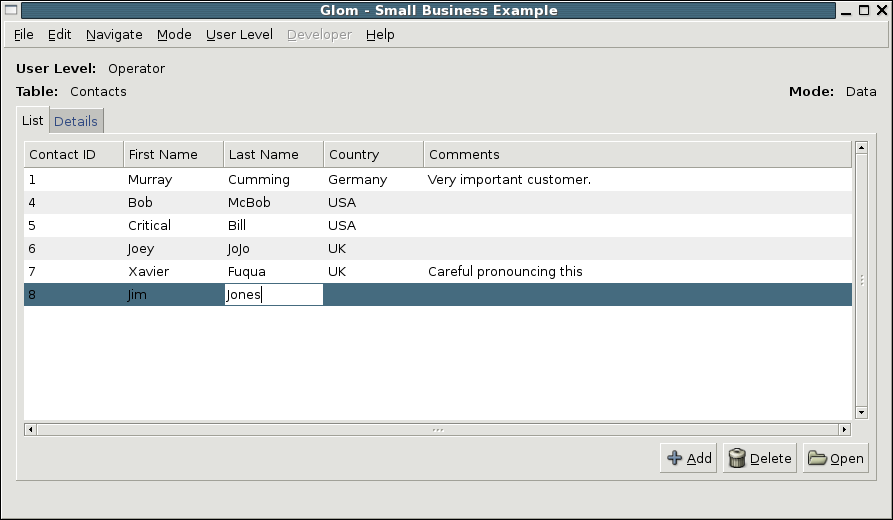 Glom - Small Business Example
File Edit Navigate Mode User Level Developer Help
User Level: Operator
Table: Contacts Mode: Data
List Details
Contact ID First Name Last Name Country Comments
1 Murray Cumming Germany Very important customer.
4 Bob McBob USA
5 Critical Bill USA
6 Joey JoJo UK
7 Xavier Fuqua UK Careful pronouncing this
8 Jim Jones
Add Delete Open